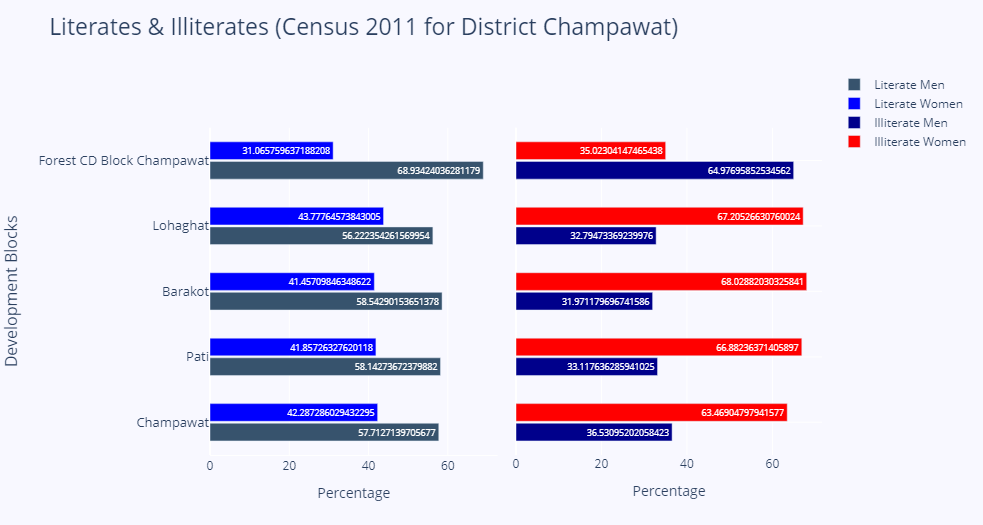 Literates & Illiterates (Census 2011 for District Champawat)
Literate Men
Literate Women
Illiterate Men
Illiterate Women
Development Blocks
Forest CD Block Champawat
31.065759637188208
68.93424036281179
35.02304147465438
64.97695852534562
Lohaghat
43.77764573843005
56.222354261569954
67.20526630760024
32.79473369239976
Barakot
41.45709846348622
58.54290153651378
68.02882030325841
31.971179696741586
Pati
41.85726327620118
58.14273672379882
66.88236371405897
33.117636285941025
Champawat
42.287286029432295
57.7127139705677
63.46904797941577
36.53095202058423
0 20 40 60
0 20 40 60
Percentage
Percentage